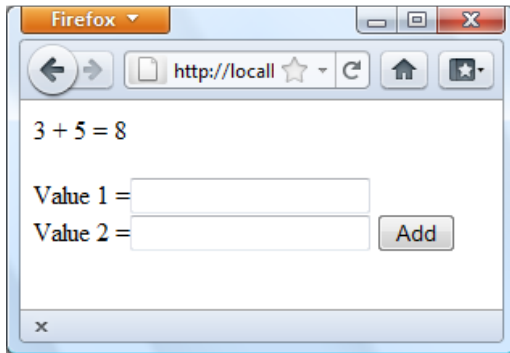 Firefox
http://locall
3 + 5 = 8
Value 1 =
Value 2 =
Add
x